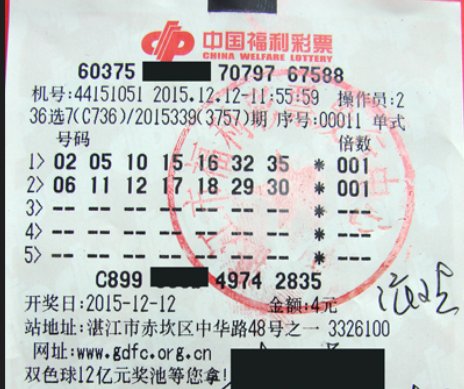 中国福利彩票
CHINA WELFARE LOTTERY
60375 70797 67588
机号:44151051 2015.12.12-11:55:59 操作员:2
36选7(C736)/2015339(3757)期 序号:00011 单式
号码 倍数
1> 02 05 10 15 16 32 35 * 001
2> 06 11 12 17 18 29 30 * 001
3> -- -- -- -- -- -- -- * ---
4> -- -- -- -- -- -- -- * ---
5> -- -- -- -- -- -- -- * ---
C899 4974 2835
开奖日:2015-12-12 金额:4元
站地址:湛江市赤坎区中华路48号之一 3326100
网址:www.gdfc.org.cn
双色球12亿元奖池等您拿!